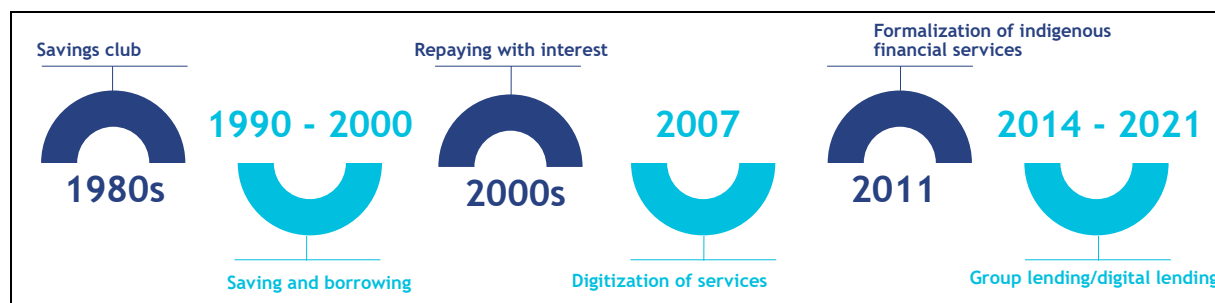 Savings club
1980s
1990 - 2000
Saving and borrowing
Repaying with interest
2000s
2007
Digitization of services
Formalization of indigenous
financial services
2011
2014 - 2021
Group lending/digital lending